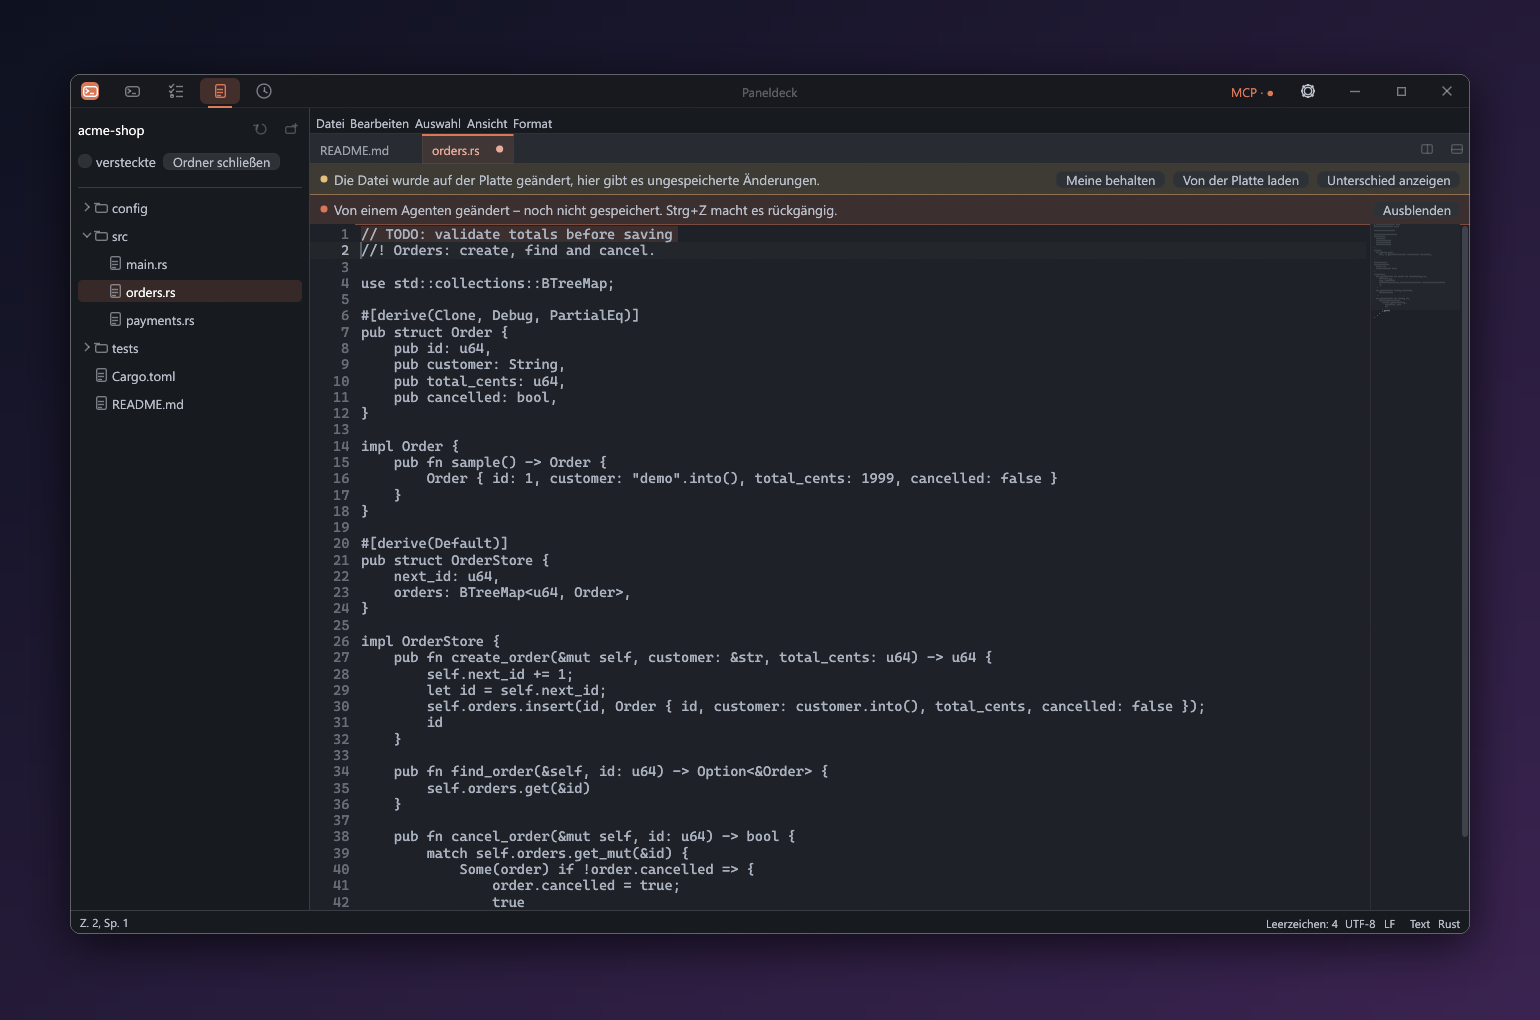 Paneldeck
MCP ·
acme-shop
versteckte Ordner schließen
config
src
main.rs
orders.rs
payments.rs
tests
Cargo.toml
README.md
Datei Bearbeiten Auswahl Ansicht Format
README.md orders.rs
Die Datei wurde auf der Platte geändert, hier gibt es ungespeicherte Änderungen. Meine behalten Von der Platte laden Unterschied anzeigen
Von einem Agenten geändert – noch nicht gespeichert. Strg+Z macht es rückgängig. Ausblenden
1 // TODO: validate totals before saving
2 //! Orders: create, find and cancel.
3
4 use std::collections::BTreeMap;
5
6 #[derive(Clone, Debug, PartialEq)]
7 pub struct Order {
8     pub id: u64,
9     pub customer: String,
10     pub total_cents: u64,
11     pub cancelled: bool,
12 }
13
14 impl Order {
15     pub fn sample() -> Order {
16         Order { id: 1, customer: "demo".into(), total_cents: 1999, cancelled: false }
17     }
18 }
19
20 #[derive(Default)]
21 pub struct OrderStore {
22     next_id: u64,
23     orders: BTreeMap<u64, Order>,
24 }
25
26 impl OrderStore {
27     pub fn create_order(&mut self, customer: &str, total_cents: u64) -> u64 {
28         self.next_id += 1;
29         let id = self.next_id;
30         self.orders.insert(id, Order { id, customer: customer.into(), total_cents, cancelled: false });
31         id
32     }
33
34     pub fn find_order(&self, id: u64) -> Option<&Order> {
35         self.orders.get(&id)
36     }
37
38     pub fn cancel_order(&mut self, id: u64) -> bool {
39         match self.orders.get_mut(&id) {
40             Some(order) if !order.cancelled => {
41                 order.cancelled = true;
42                 true
Z. 2, Sp. 1
Leerzeichen: 4 UTF-8 LF Text Rust